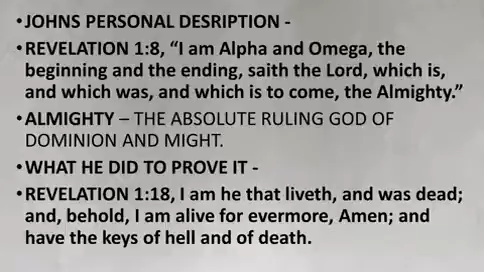 •JOHNS PERSONAL DESRIPTION -
•REVELATION 1:8, “I am Alpha and Omega, the
beginning and the ending, saith the Lord, which is,
and which was, and which is to come, the Almighty.”
•ALMIGHTY – THE ABSOLUTE RULING GOD OF
DOMINION AND MIGHT.
•WHAT HE DID TO PROVE IT -
•REVELATION 1:18, I am he that liveth, and was dead;
and, behold, I am alive for evermore, Amen; and
have the keys of hell and of death.